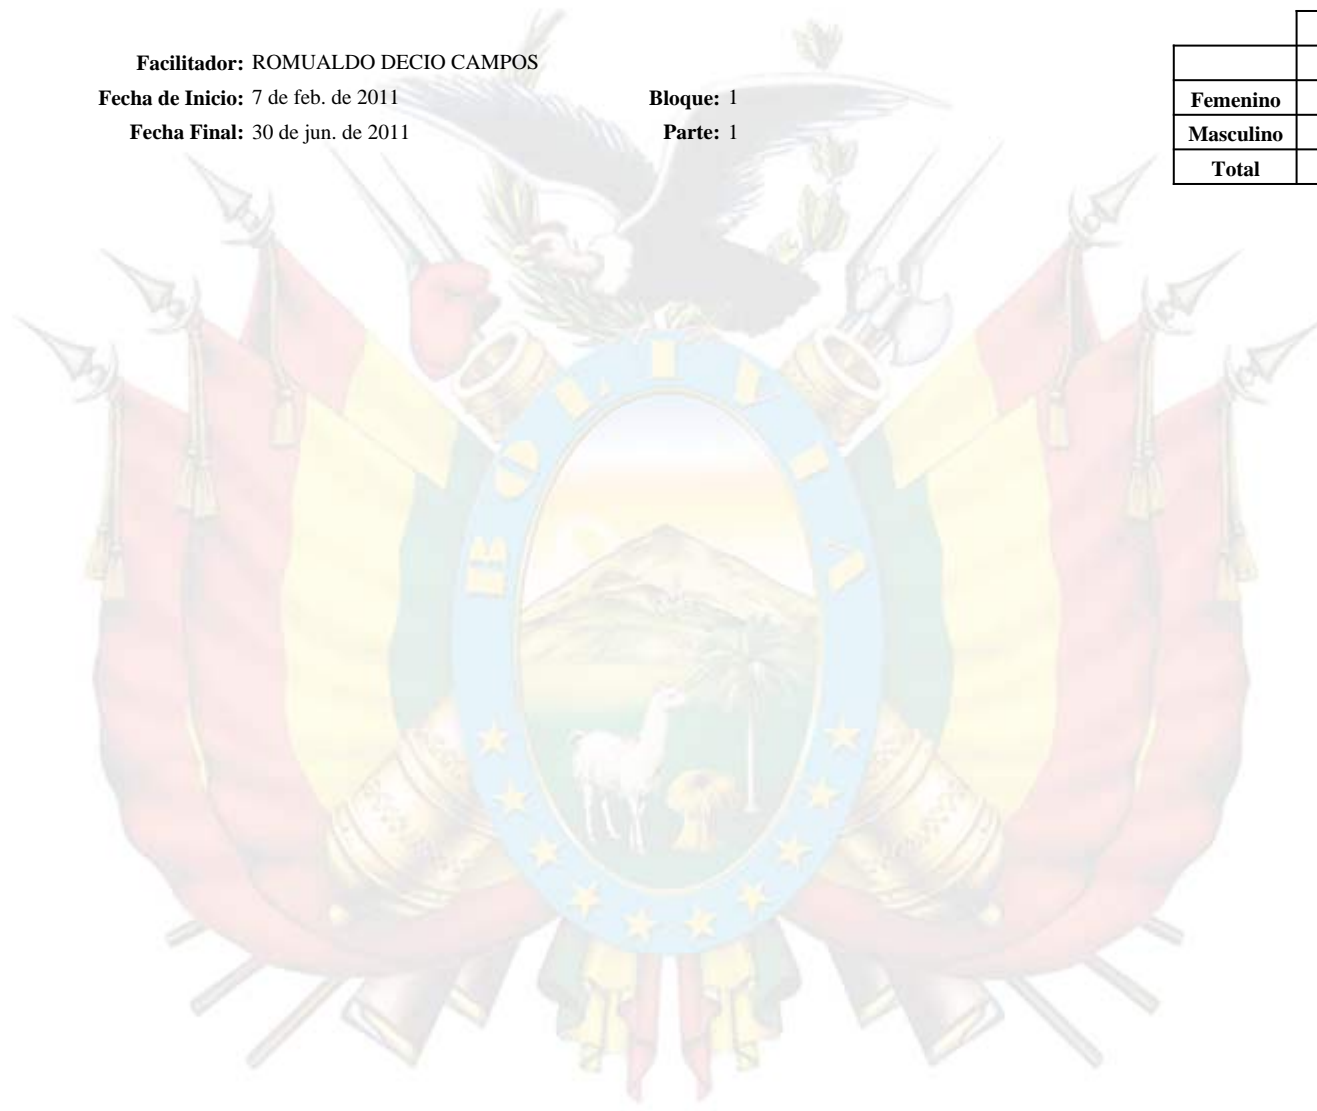 Facilitador: ROMUALDO DECIO CAMPOS
Fecha de Inicio: 7 de feb. de 2011 Bloque: 1
Fecha Final: 30 de jun. de 2011 Parte: 1
Femenino
Masculino
Total
BOLIVIA